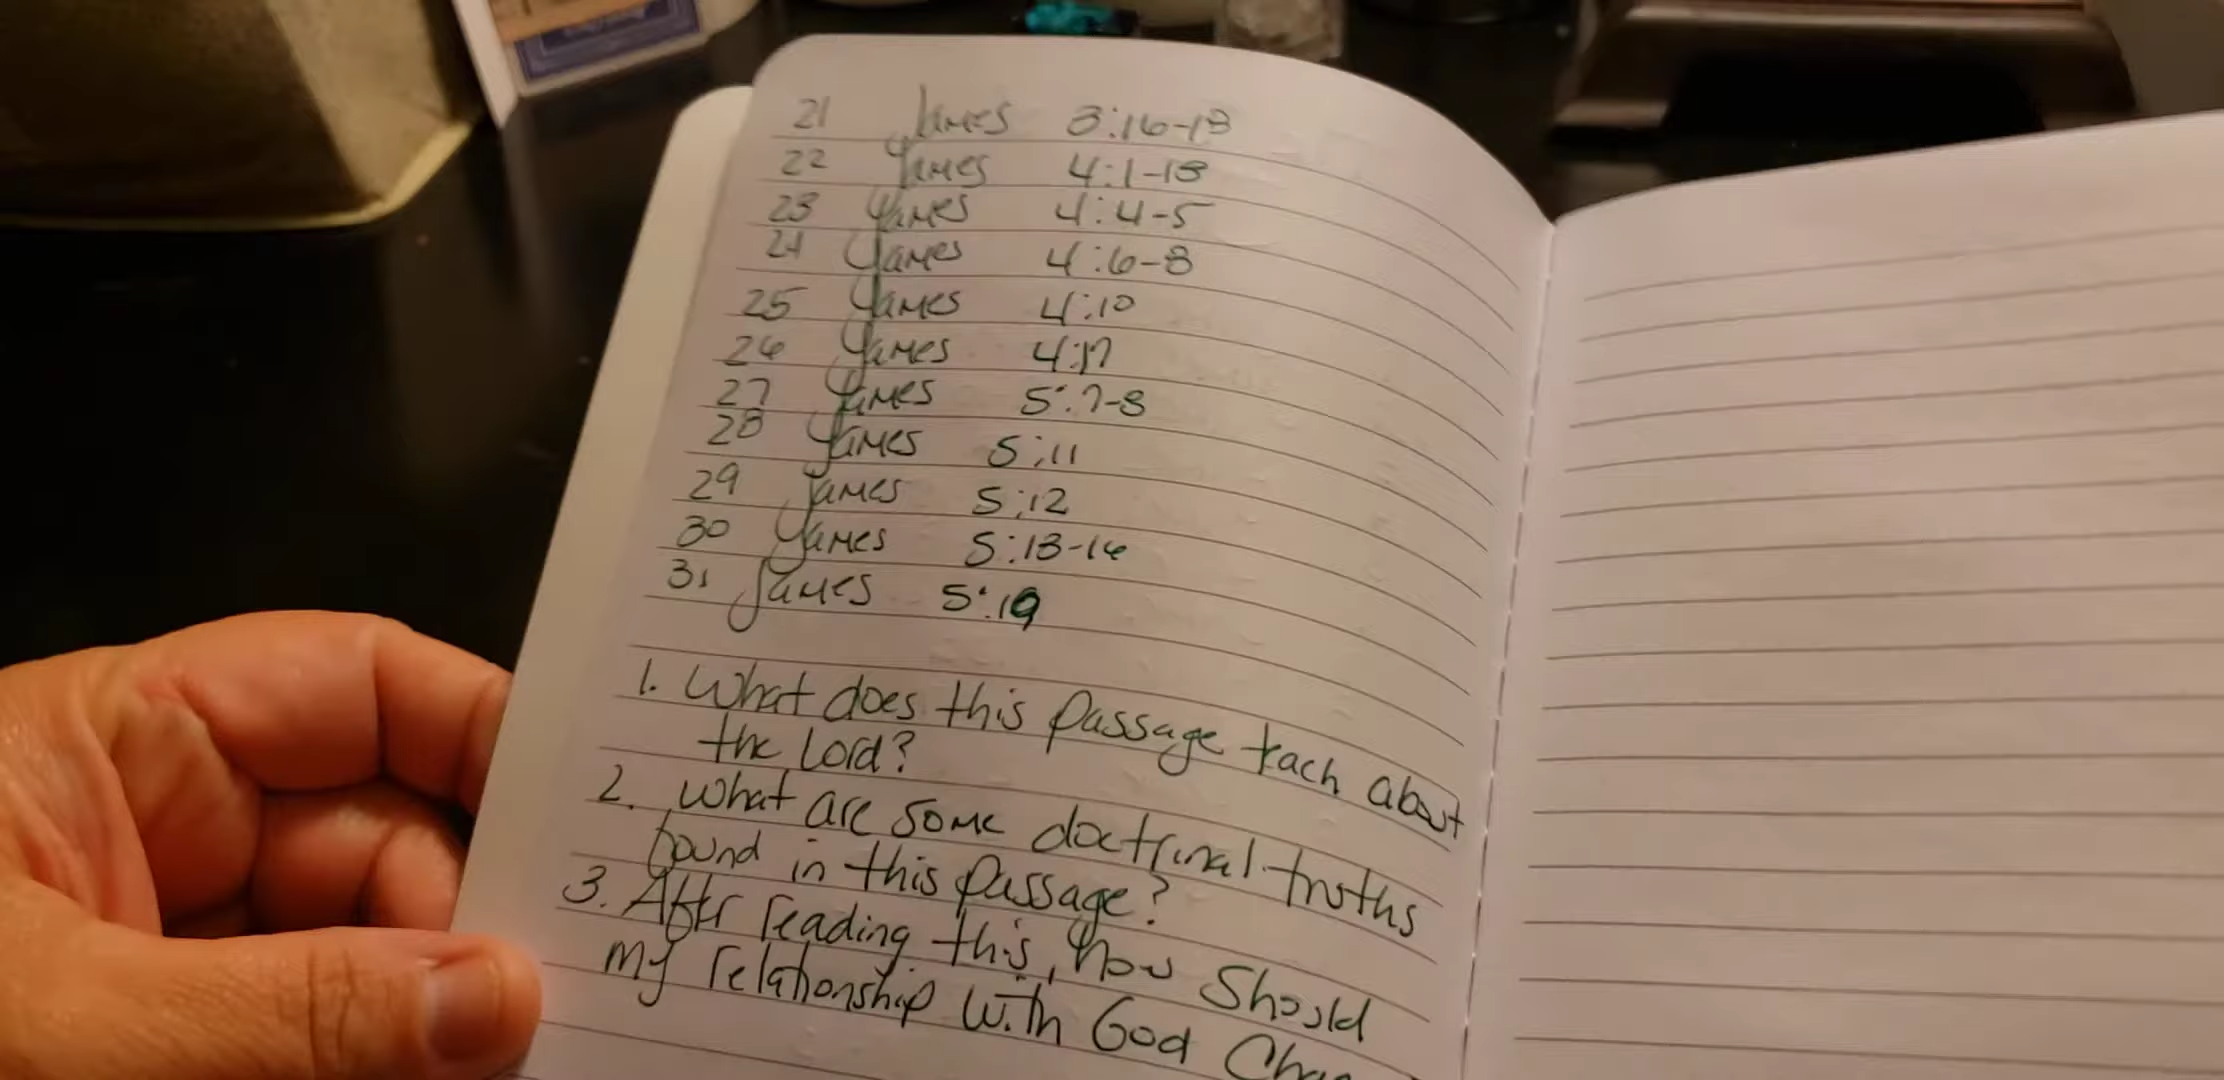 21 James 3:16-18
22 James 4:1-18
23 James 4:4-5
24 James 4:6-8
25 James 4:10
26 James 4:17
27 James 5:7-8
28 James 5:11
29 James 5:12
30 James 5:13-16
31 James 5:19
1. What does this passage teach about
the Lord?
2. What are some doctrinal truths
found in this passage?
3. After reading this, how should
my relationship with God